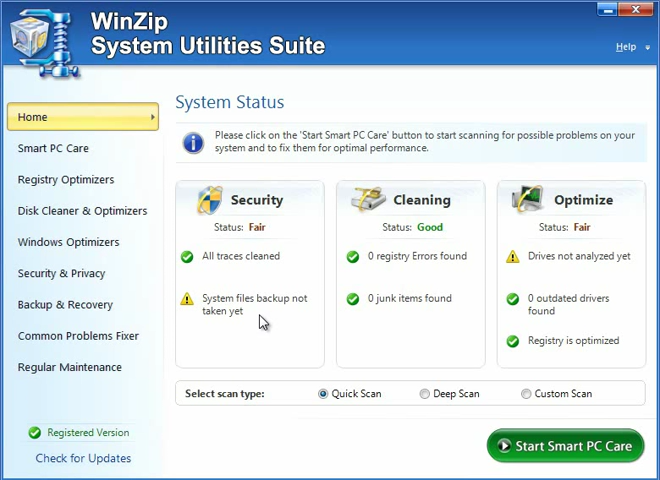 WinZip
System Utilities Suite
Help
Home
Smart PC Care
Registry Optimizers
Disk Cleaner & Optimizers
Windows Optimizers
Security & Privacy
Backup & Recovery
Common Problems Fixer
Regular Maintenance
Registered Version
Check for Updates
System Status
Please click on the 'Start Smart PC Care' button to start scanning for possible problems on your
system and to fix them for optimal performance.
Security
Status: Fair
All traces cleaned
System files backup not
taken yet
Cleaning
Status: Good
0 registry Errors found
0 junk items found
Optimize
Status: Fair
Drives not analyzed yet
0 outdated drivers
found
Registry is optimized
Select scan type: Quick Scan Deep Scan Custom Scan
Start Smart PC Care